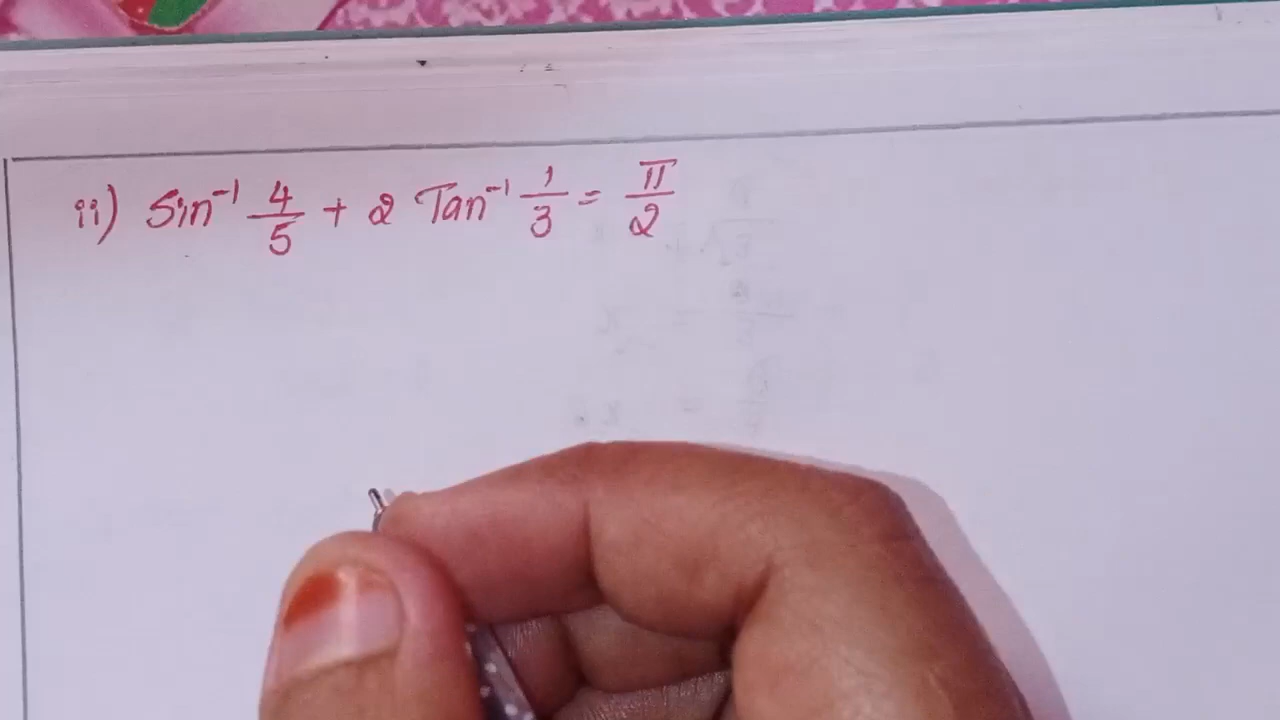 ii) Sin⁻¹ 4/5 + 2 Tan⁻¹ 1/3 = π/2